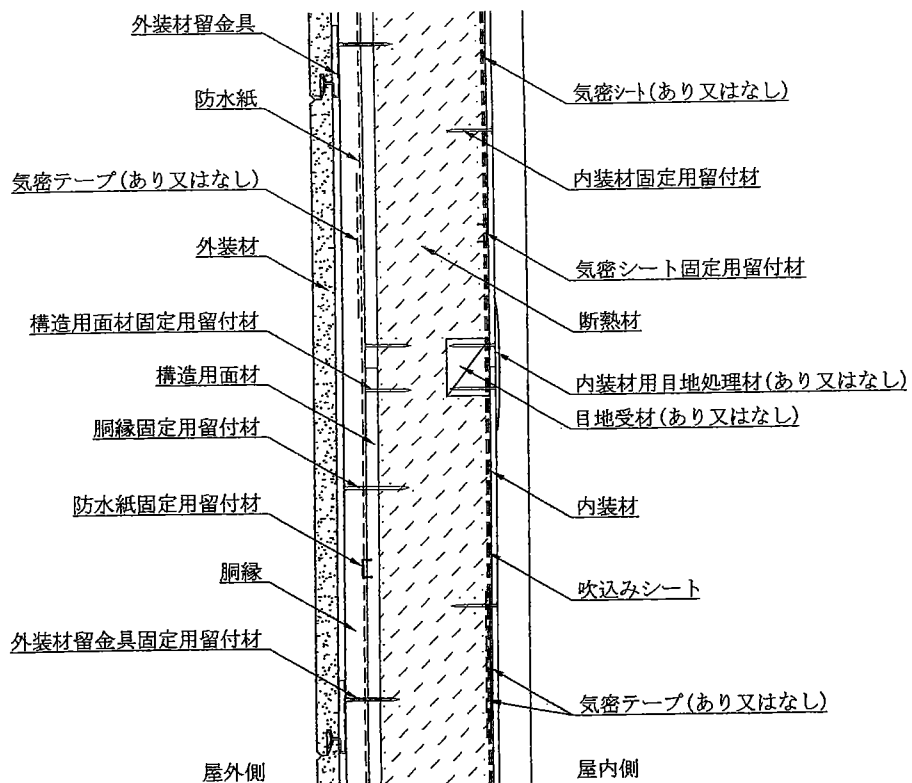 外装材留金具
防水紙
気密テープ(あり又はなし)
外装材
構造用面材固定用留付材
構造用面材
胴縁固定用留付材
防水紙固定用留付材
胴縁
外装材留金具固定用留付材
屋外側
気密シート(あり又はなし)
内装材固定用留付材
気密シート固定用留付材
断熱材
内装材用目地処理材(あり又はなし)
目地受材(あり又はなし)
内装材
吹込みシート
気密テープ(あり又はなし)
屋内側